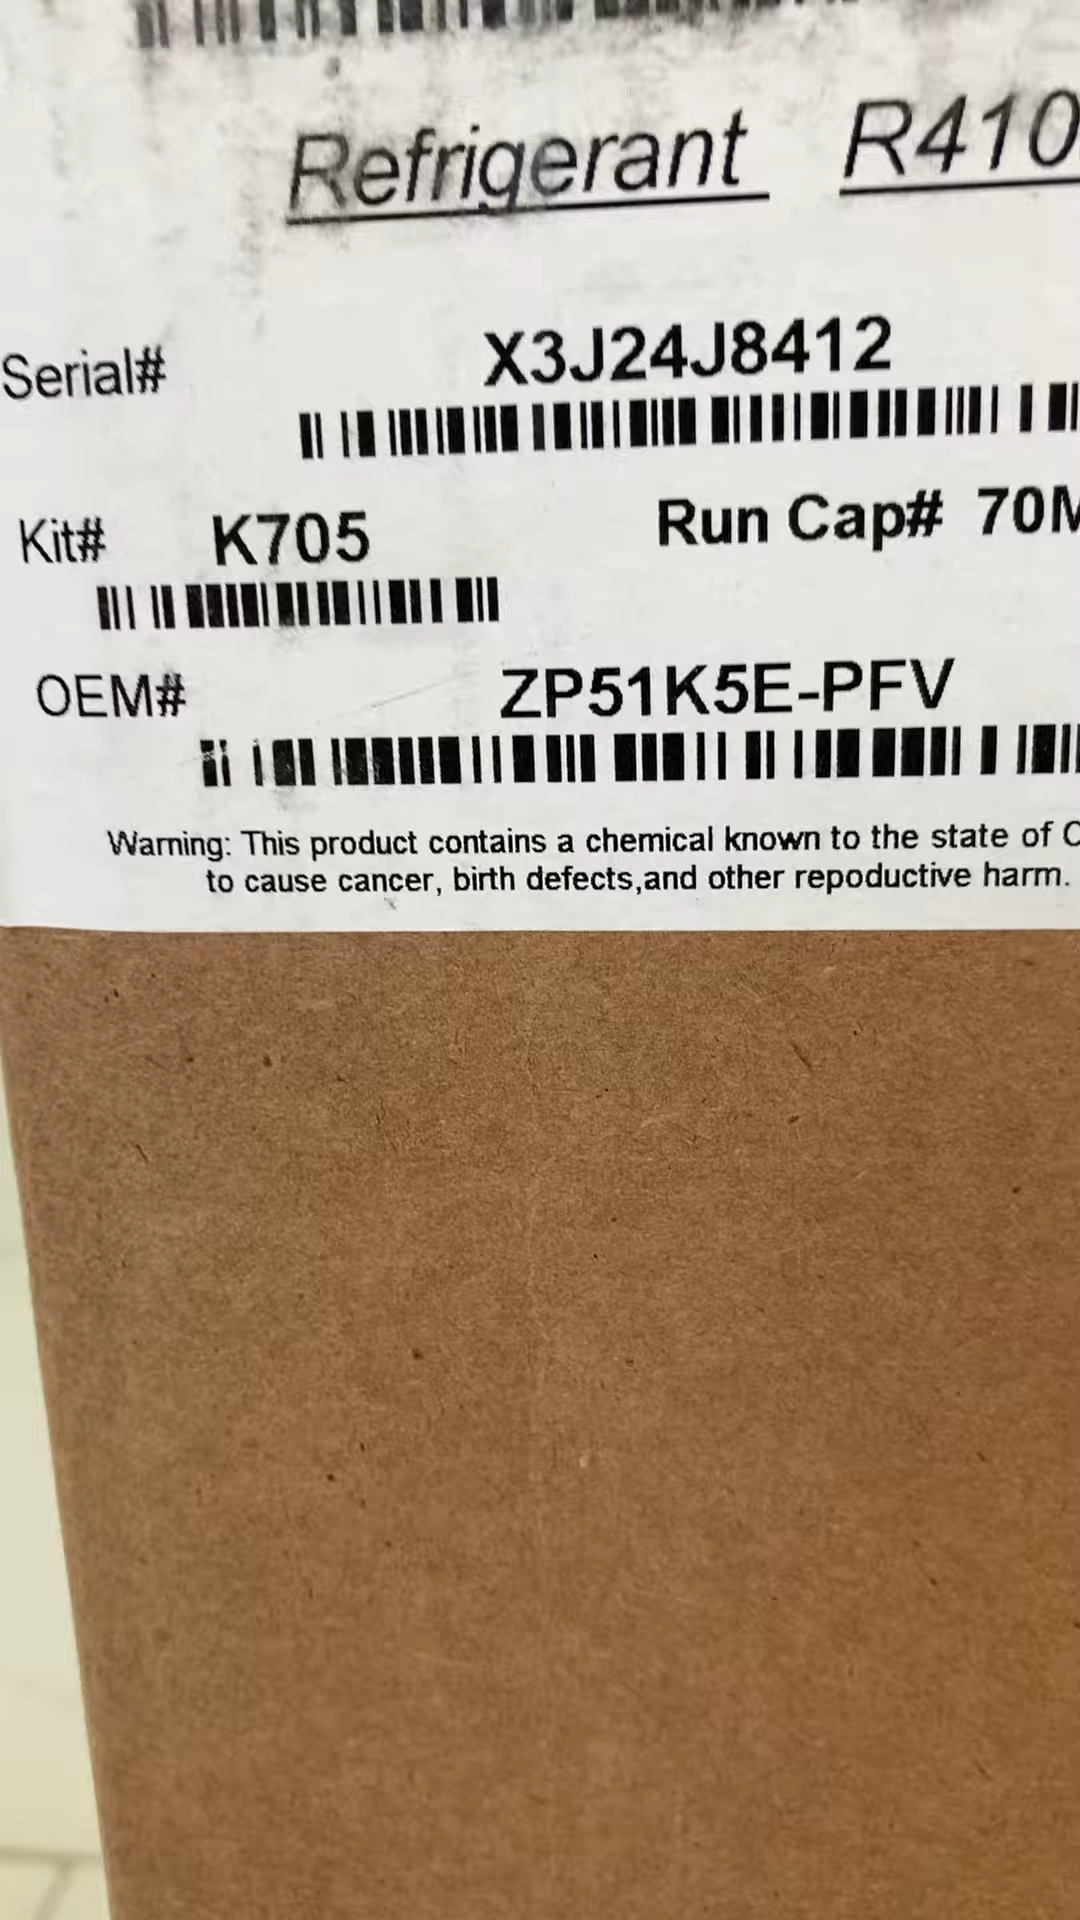 Refrigerant R410
Serial# X3J24J8412
Kit# K705 Run Cap# 70M
OEM# ZP51K5E-PFV
Warning: This product contains a chemical known to the state of C
to cause cancer, birth defects,and other repoductive harm.